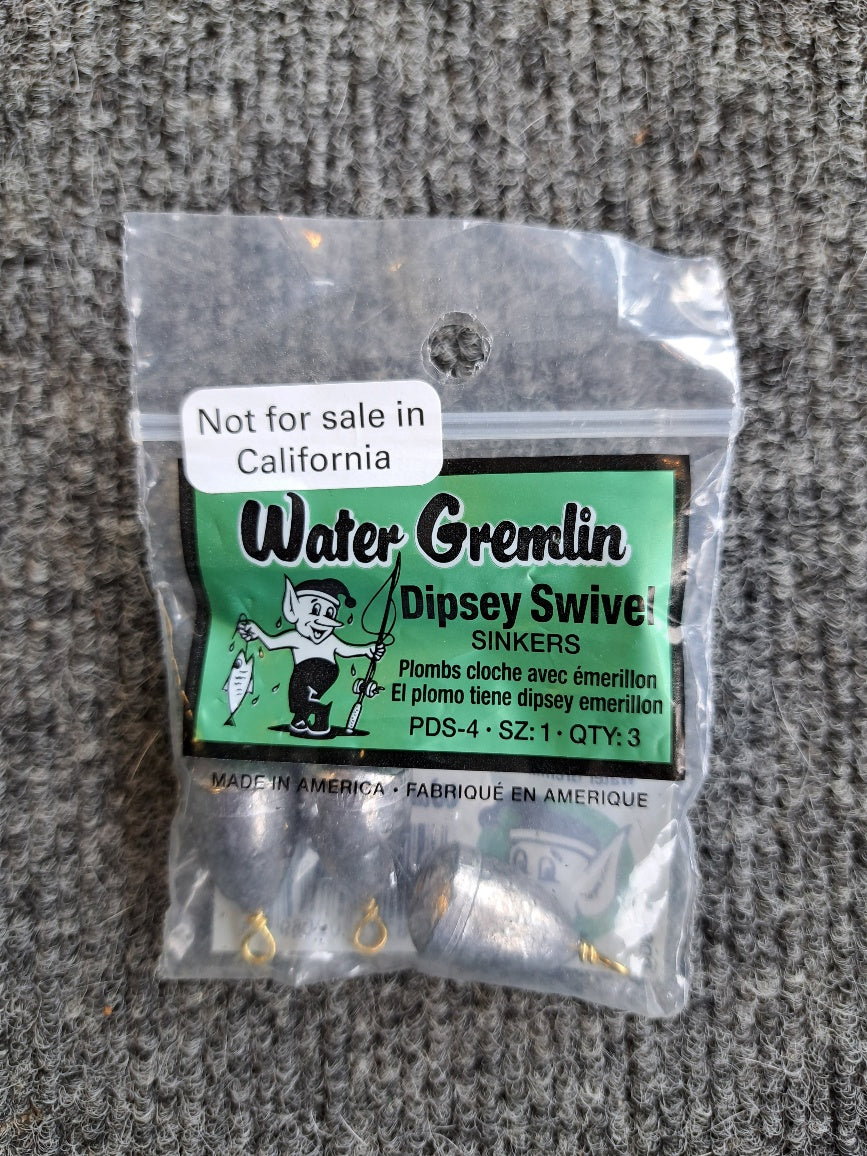 Not for sale in
California
Water Gremlin
Dipsey Swivel
SINKERS
Plombs cloche avec émerillon
El plomo tiene dipsey emerillon
PDS-4 · SZ: 1 · QTY: 3
MADE IN AMERICA · FABRIQUÉ EN AMERIQUE